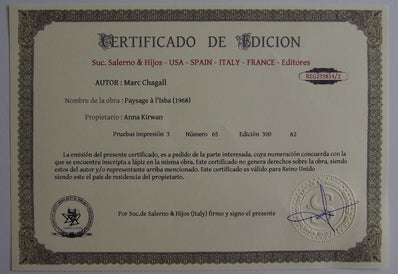 CERTIFICADO DE EDICION
Suc. Salerno & Hijos - USA - SPAIN - ITALY - FRANCE - Editores
AUTOR : Marc Chagall
Nombre de la obra : Paysage à l'Isba (1968)
Propietario : Anna Kirwan
Pruebas impresión 3 Número 65 Edición 300 A2
La emisión del presente certificado, es a pedido de la parte interesada, cuya numeración concuerda con la
que se encuentra inscripta a lápiz en la misma obra. Este certificado no genera derechos sobre la obra, siendo
estos del autor y/o representante arriba mencionado. Este certificado es válido para Reino Unido
siendo este el país de residencia del propietario.
Por Suc.de Salerno & Hijos (Italy) firmo y signo el presente